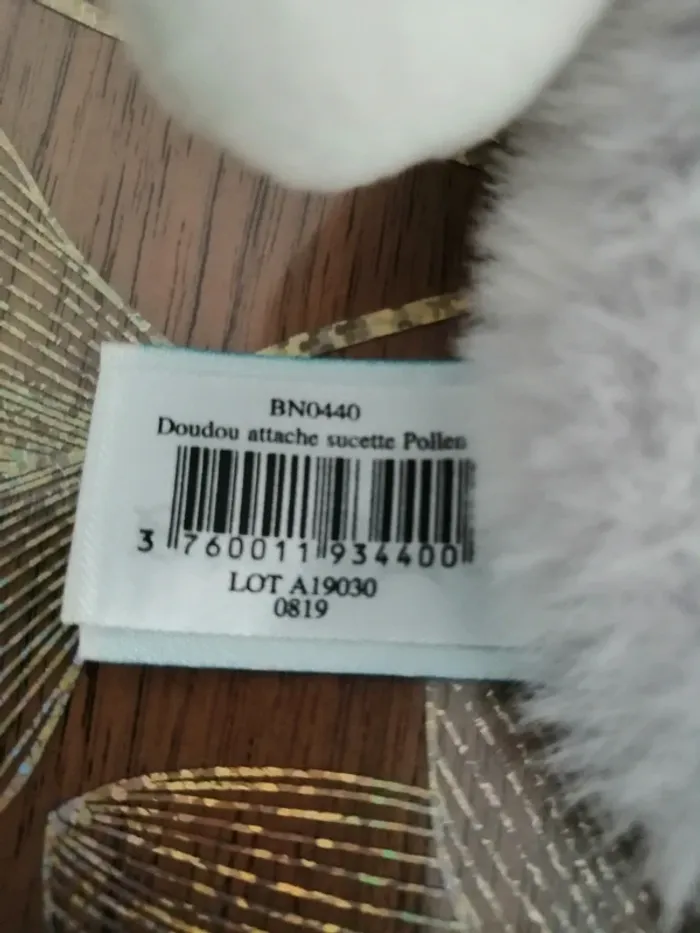 BN0440
Doudou attache sucette Pollen
3 760011 934400
LOT A19030
0819